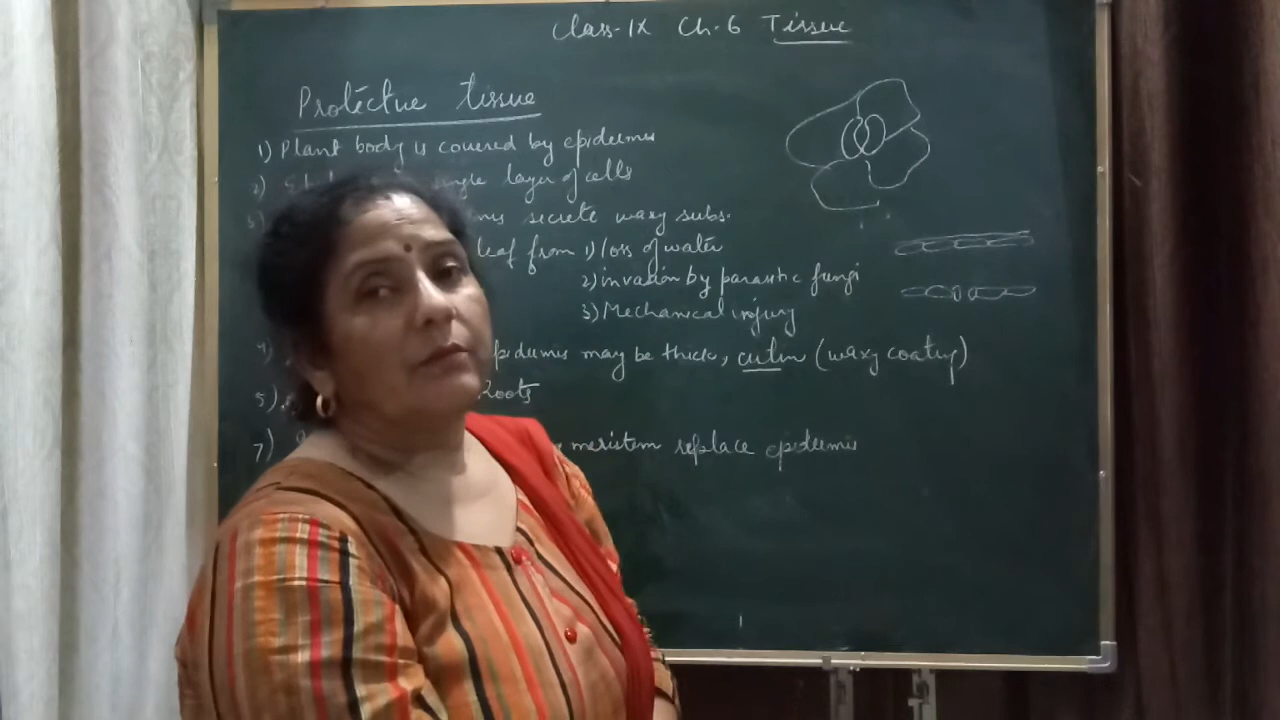 Class-IX Ch-6 Tissue
Protective tissue
1) Plant body is covered by epidermis
2) layer of cells
3) secrete waxy subs.
leaf from 1) loss of water
2) invasion by parasitic fungi
3) Mechanical injury
4) epidermis may be thick, cutin (waxy coating)
5) Roots
7) meristem replace epidermis